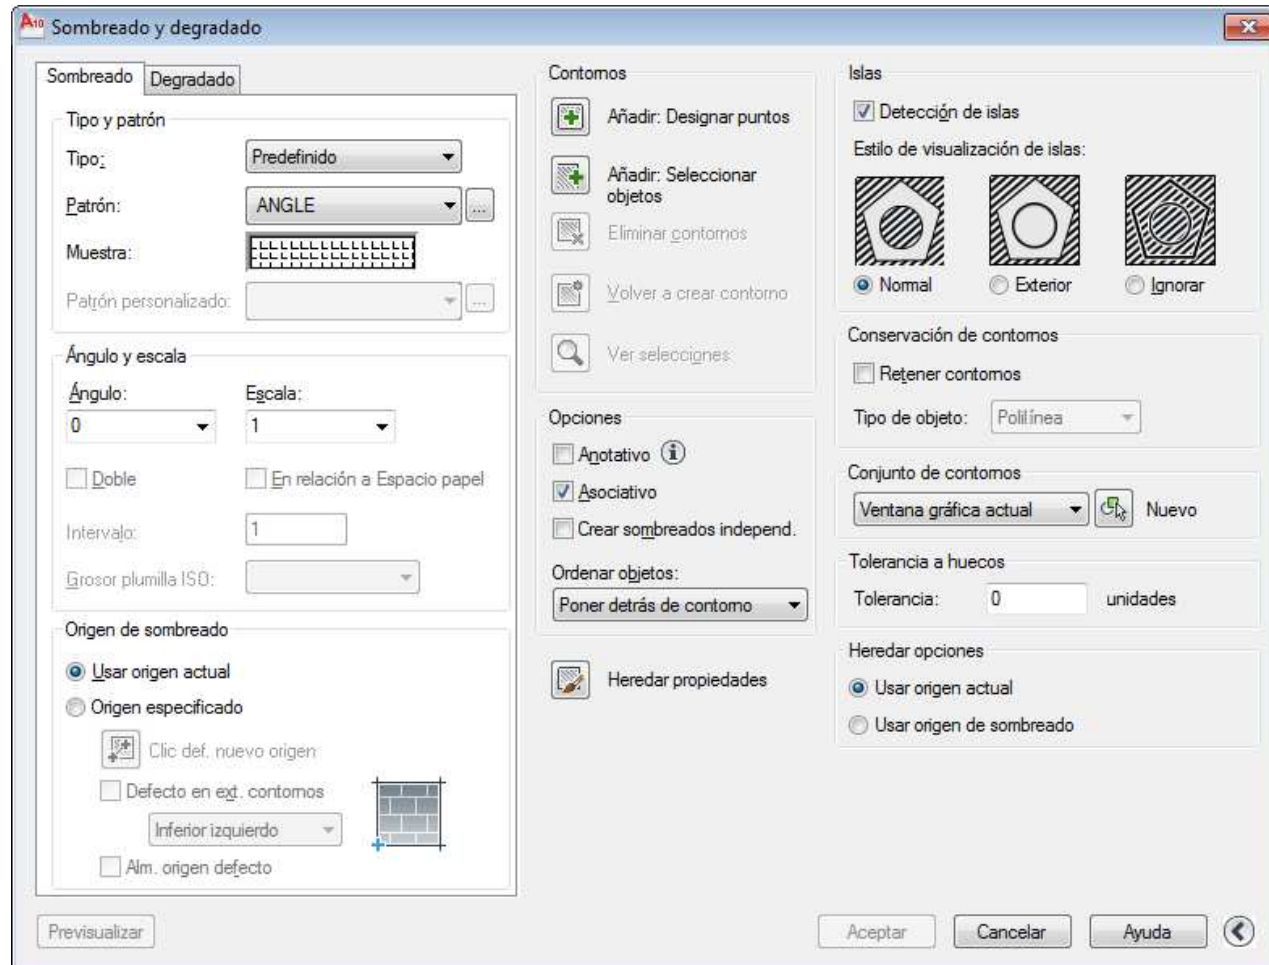 A10 Sombreado y degradado
Sombreado Degradado
Tipo y patrón
Tipo: Predefinido
Patrón: ANGLE ...
Muestra:
Patrón personalizado: ...
Ángulo y escala
Ángulo: Escala:
0 1
Doble En relación a Espacio papel
Intervalo: 1
Grosor plumilla ISO:
Origen de sombreado
Usar origen actual
Origen especificado
Clic def. nuevo origen
Defecto en ext. contornos
Inferior izquierdo
Alm. origen defecto
Contornos
Añadir: Designar puntos
Añadir: Seleccionar
objetos
Eliminar contornos
Volver a crear contorno
Ver selecciones
Opciones
Anotativo
Asociativo
Crear sombreados independ.
Ordenar objetos:
Poner detrás de contorno
Heredar propiedades
Islas
Detección de islas
Estilo de visualización de islas:
Normal Exterior Ignorar
Conservación de contornos
Retener contornos
Tipo de objeto: Polilínea
Conjunto de contornos
Ventana gráfica actual Nuevo
Tolerancia a huecos
Tolerancia: 0 unidades
Heredar opciones
Usar origen actual
Usar origen de sombreado
Previsualizar Aceptar Cancelar Ayuda